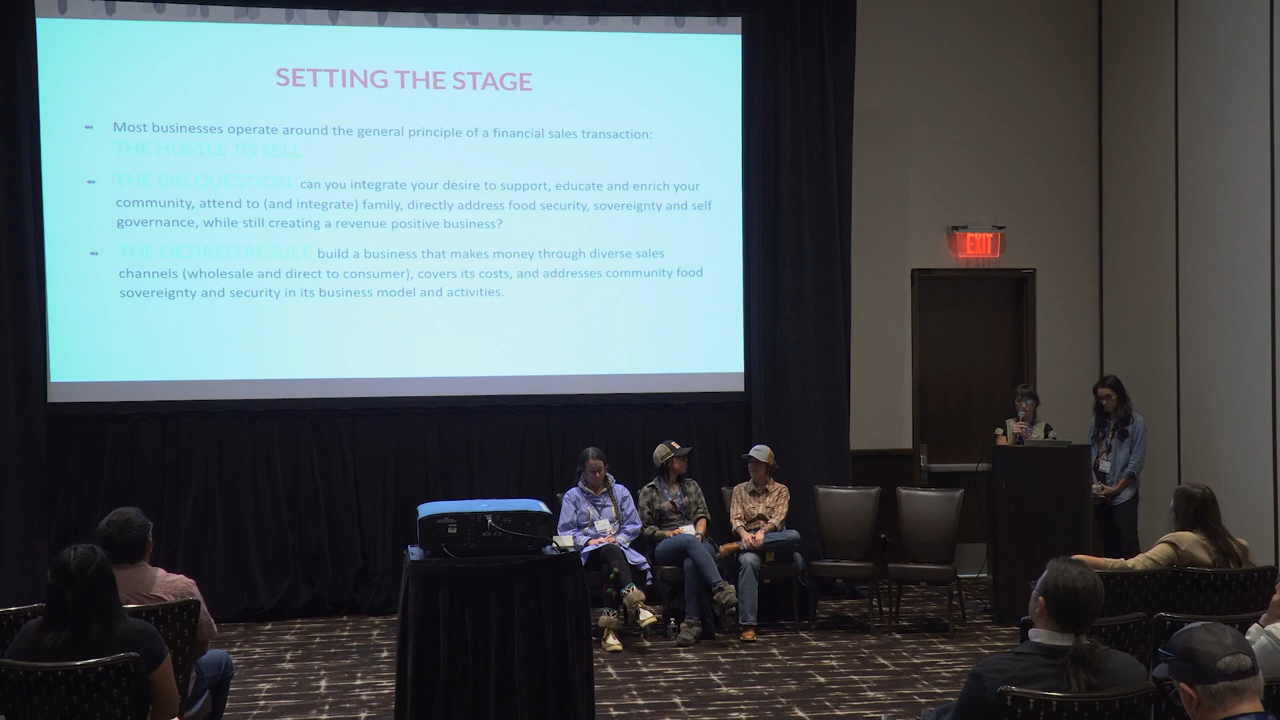 SETTING THE STAGE
Most businesses operate around the general principle of a financial sales transaction:
THE HUSTLE TO SELL
THE BIG QUESTION: can you integrate your desire to support, educate and enrich your
community, attend to (and integrate) family, directly address food security, sovereignty and self
governance, while still creating a revenue positive business?
THE DESIRED RESULT: build a business that makes money through diverse sales
channels (wholesale and direct to consumer), covers its costs, and addresses community food
sovereignty and security in its business model and activities.
EXIT